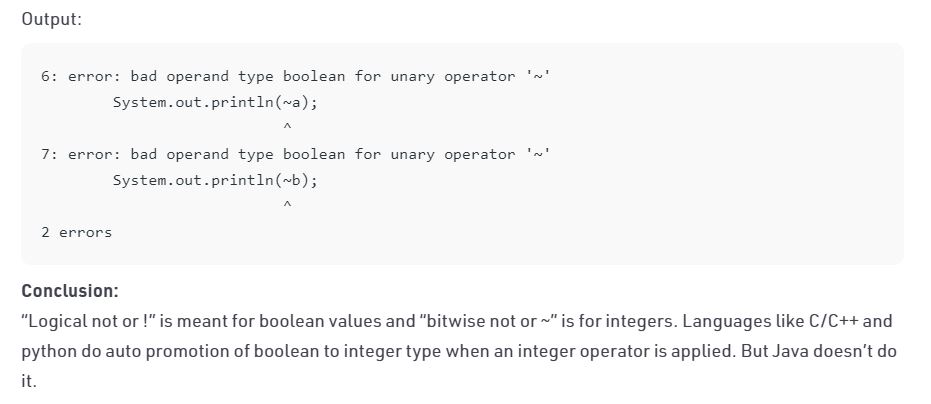 Output:
6: error: bad operand type boolean for unary operator '~'
        System.out.println(~a);
                           ^
7: error: bad operand type boolean for unary operator '~'
        System.out.println(~b);
                           ^
2 errors
Conclusion:
“Logical not or !” is meant for boolean values and “bitwise not or ~” is for integers. Languages like C/C++ and
python do auto promotion of boolean to integer type when an integer operator is applied. But Java doesn’t do
it.